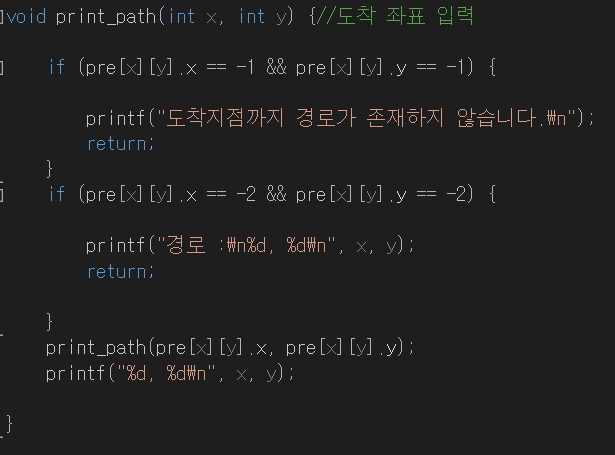 void print_path(int x, int y) {//도착 좌표 입력
if (pre[x][y].x == -1 && pre[x][y].y == -1) {
printf("도착지점까지 경로가 존재하지 않습니다.₩n");
return;
}
if (pre[x][y].x == -2 && pre[x][y].y == -2) {
printf("경로 :₩n%d, %d₩n", x, y);
return;
}
print_path(pre[x][y].x, pre[x][y].y);
printf("%d, %d₩n", x, y);
}